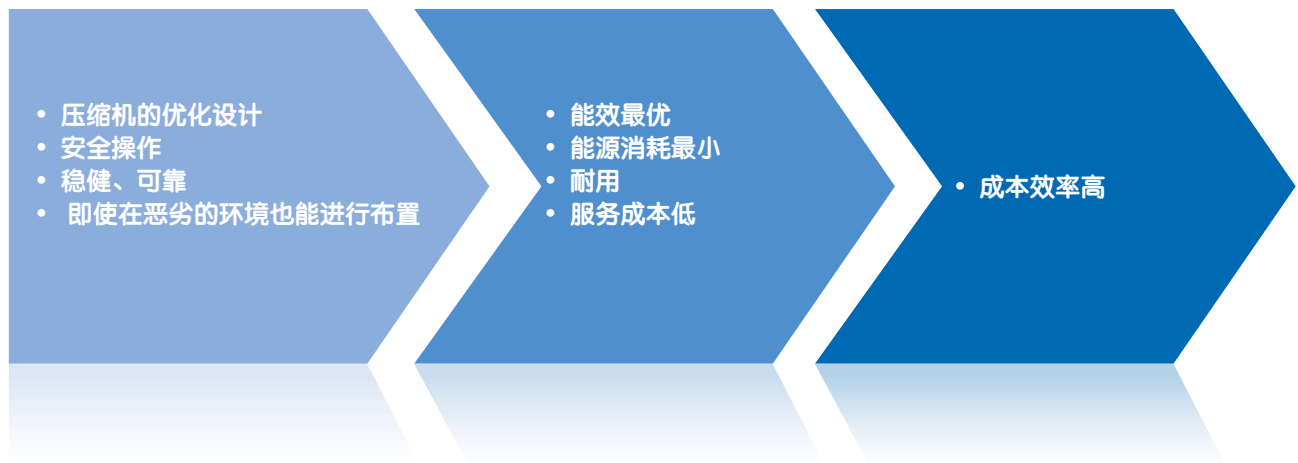 • 压缩机的优化设计
• 安全操作
• 稳健、可靠
• 即使在恶劣的环境也能进行布置
• 能效最优
• 能源消耗最小
• 耐用
• 服务成本低
• 成本效率高